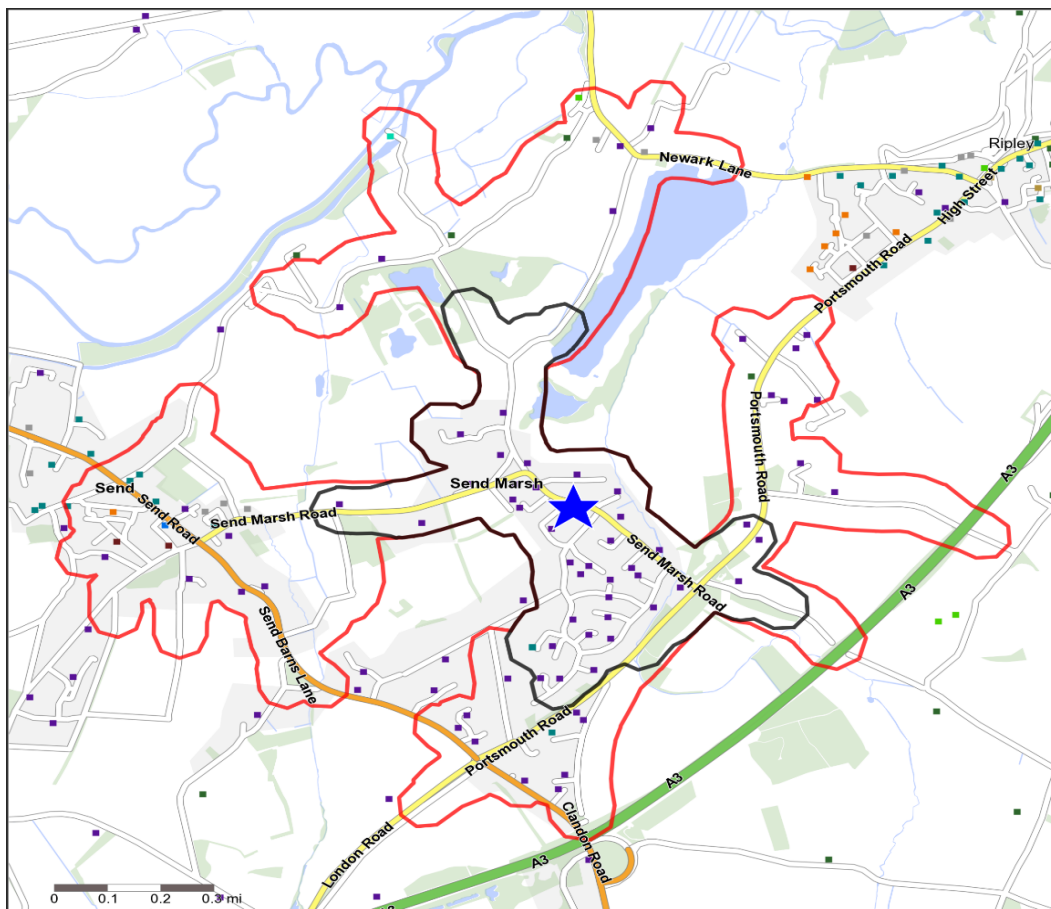 Ripley
Newark Lane
High Street
Portsmouth Road
Portsmouth Road
Send Marsh
Send
Send Road
Send Marsh Road
A3
Send Marsh Road
A3
Send Barns Lane
Portsmouth Road
A3
Clandon Road
London Road
A3
0 0.1 0.2 0.3 mi